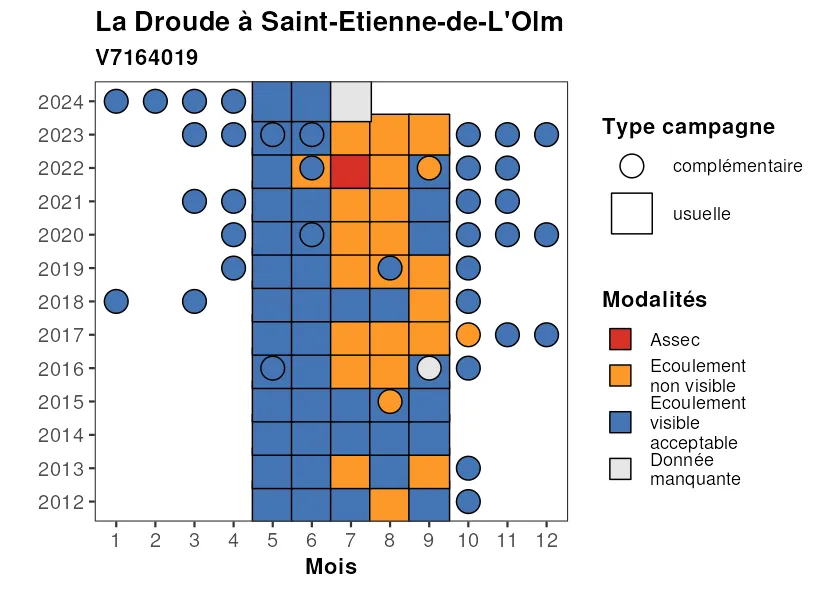 La Droude à Saint-Etienne-de-L'Olm
V7164019
2024
2023
2022
2021
2020
2019
2018
2017
2016
2015
2014
2013
2012
1 2 3 4 5 6 7 8 9 10 11 12
Mois
Type campagne
complémentaire
usuelle
Modalités
Assec
Ecoulement
non visible
Ecoulement
visible
acceptable
Donnée
manquante